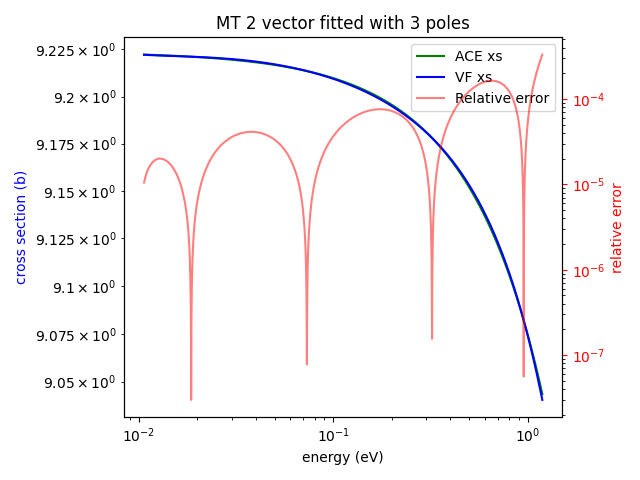 MT 2 vector fitted with 3 poles
ACE xs
VF xs
Relative error
9.225 × 10⁰
9.2 × 10⁰
9.175 × 10⁰
9.15 × 10⁰
9.125 × 10⁰
9.1 × 10⁰
9.075 × 10⁰
9.05 × 10⁰
cross section (b)
10⁻⁴
10⁻⁵
10⁻⁶
10⁻⁷
relative error
10⁻²
10⁻¹
10⁰
energy (eV)